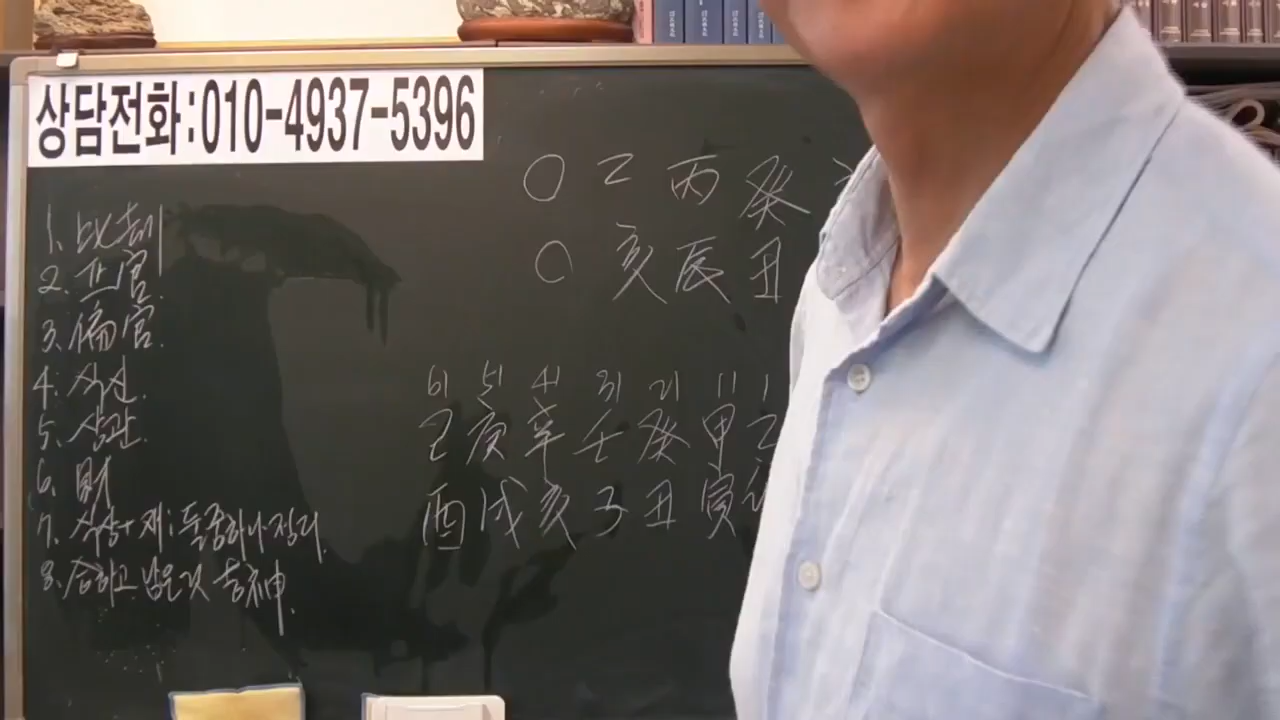 상담전화:010-4937-5396
○ 乙 丙 癸
○ 亥 辰 丑
1. 比劫
2. 正官.
3. 偏官.
4. 식신.
5. 상관.
6. 財
7. 식상+재: 둘중하나정리.
8. 合하고 남은것 吉神.
61 51 41 31 21 11 1
己 庚 辛 壬 癸 甲 乙
酉 戌 亥 子 丑 寅